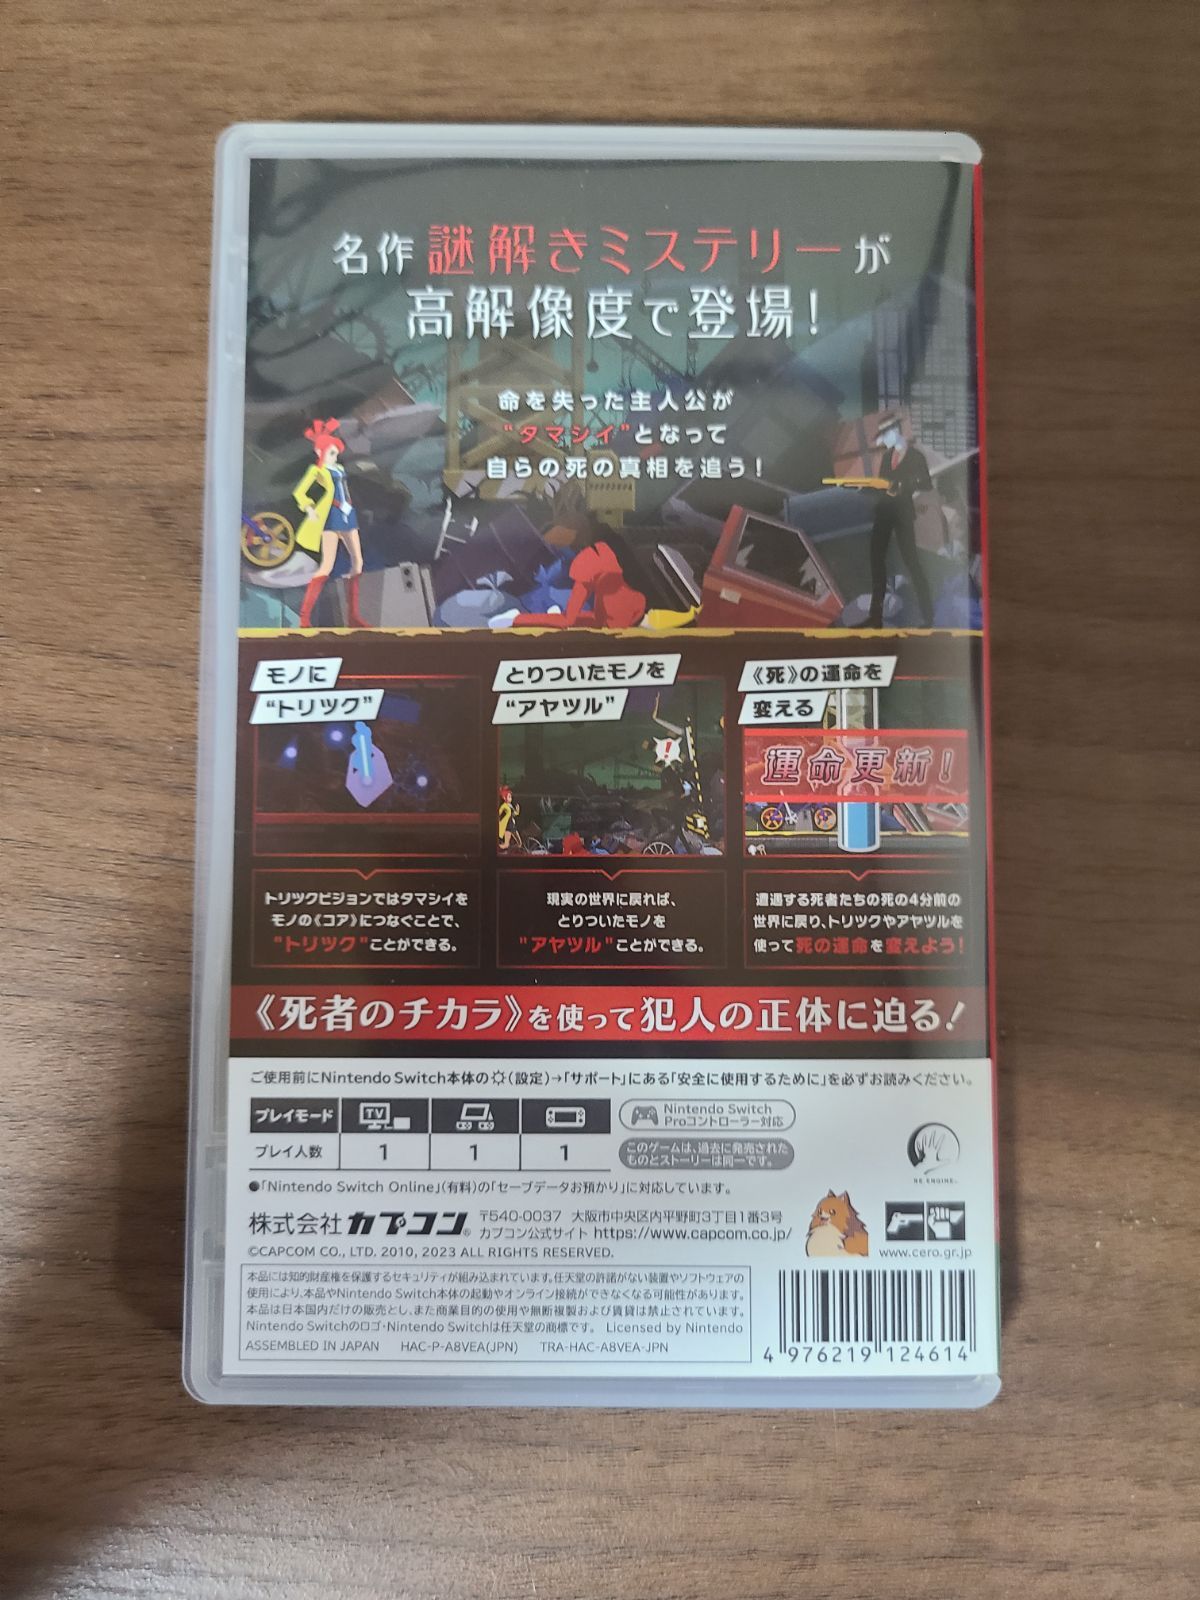 名作 謎解きミステリーが
高解像度で登場！
命を失った主人公が
“タマシイ”となって
自らの死の真相を追う！
モノに
“トリツク”
とりついたモノを
“アヤツル”
《死》の運命を
変える
運命更新！
トリツクビジョンではタマシイを
モノの《コア》につなぐことで、
“トリツク”ことができる。
現実の世界に戻れば、
とりついたモノを
“アヤツル”ことができる。
遭遇する死者たちの死の4分前の
世界に戻り、トリツクやアヤツルを
使って死の運命を変えよう！
《死者のチカラ》を使って犯人の正体に迫る！
ご使用前にNintendo Switch本体の（設定）→「サポート」にある「安全に使用するために」を必ずお読みください。
プレイモード TV
プレイ人数 1 1 1
Nintendo Switch
Proコントローラー対応
このゲームは、過去に発売された
ものとストーリーは同一です。
RE ENGINE
●「Nintendo Switch Online」（有料）の「セーブデータお預かり」に対応しています。
株式会社カプコン® 〒540-0037 大阪市中央区内平野町3丁目1番3号
カプコン公式サイト https://www.capcom.co.jp/
©CAPCOM CO., LTD. 2010, 2023 ALL RIGHTS RESERVED.
www.cero.gr.jp
本品には知的財産権を保護するセキュリティが組み込まれています。任天堂の許諾がない装置やソフトウェアの
使用により、本品やNintendo Switch本体の起動やオンライン接続ができなくなる可能性があります。
本品は日本国内だけの販売とし、また商業目的の使用や無断複製および賃貸は禁止されています。
Nintendo Switchのロゴ・Nintendo Switchは任天堂の商標です。 Licensed by Nintendo
ASSEMBLED IN JAPAN HAC-P-A8VEA(JPN) TRA-HAC-A8VEA-JPN
4 976219 124614